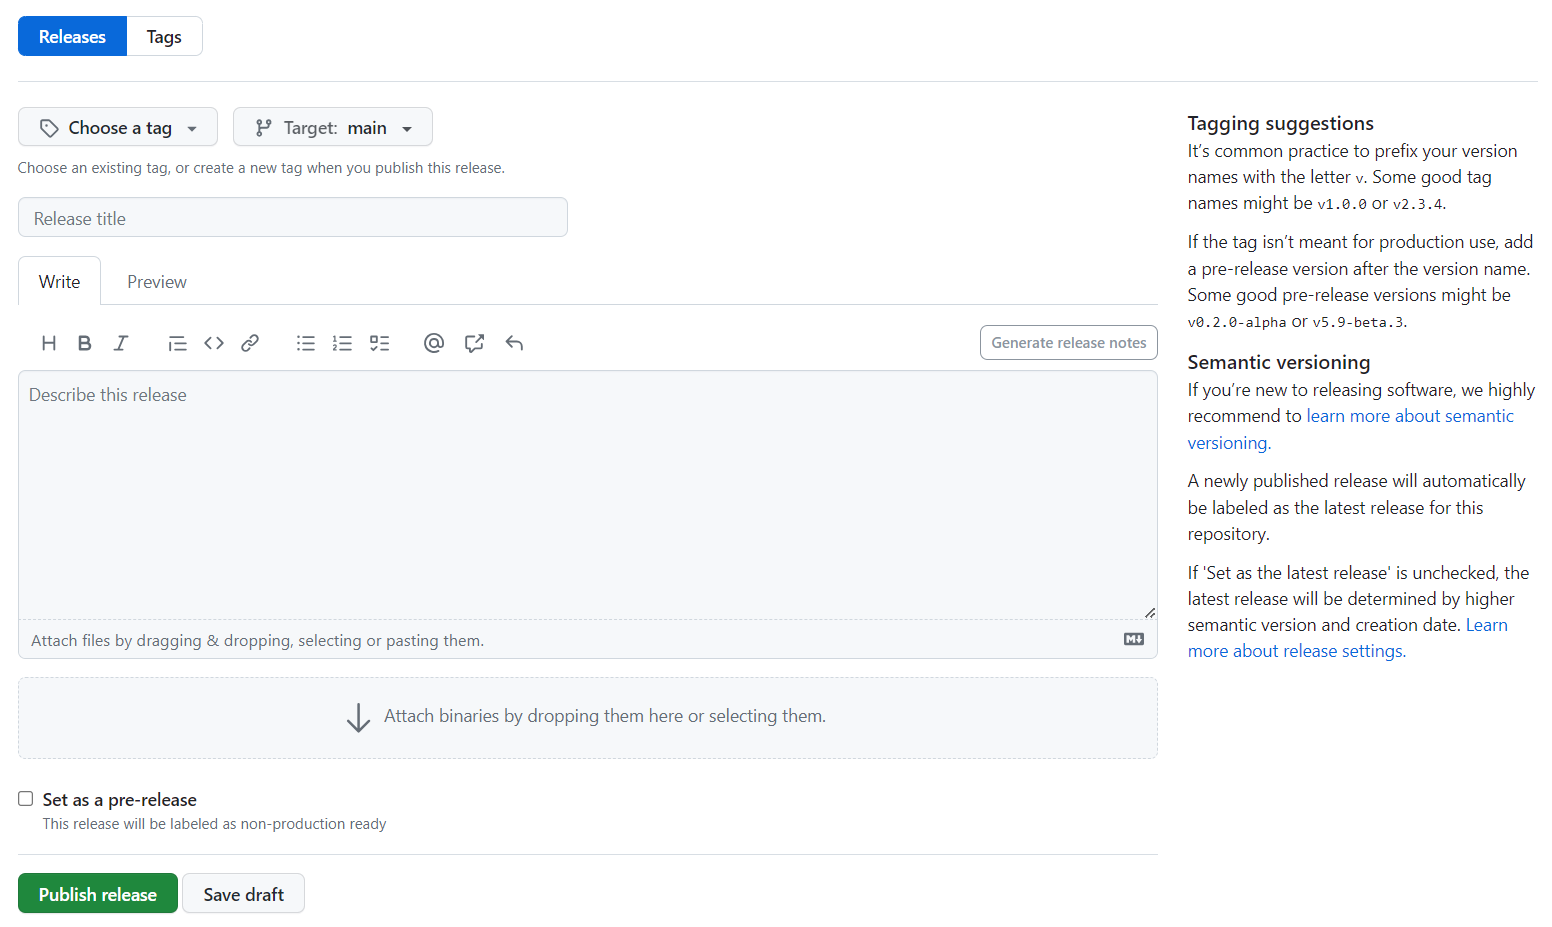 Releases Tags
Choose a tag Target: main
Choose an existing tag, or create a new tag when you publish this release.
Release title
Write Preview
Generate release notes
Describe this release
Attach files by dragging & dropping, selecting or pasting them.
Attach binaries by dropping them here or selecting them.
Set as a pre-release
This release will be labeled as non-production ready
Publish release Save draft
Tagging suggestions
It’s common practice to prefix your version
names with the letter v. Some good tag
names might be v1.0.0 or v2.3.4.
If the tag isn’t meant for production use, add
a pre-release version after the version name.
Some good pre-release versions might be
v0.2.0-alpha or v5.9-beta.3.
Semantic versioning
If you’re new to releasing software, we highly
recommend to learn more about semantic
versioning.
A newly published release will automatically
be labeled as the latest release for this
repository.
If 'Set as the latest release' is unchecked, the
latest release will be determined by higher
semantic version and creation date. Learn
more about release settings.